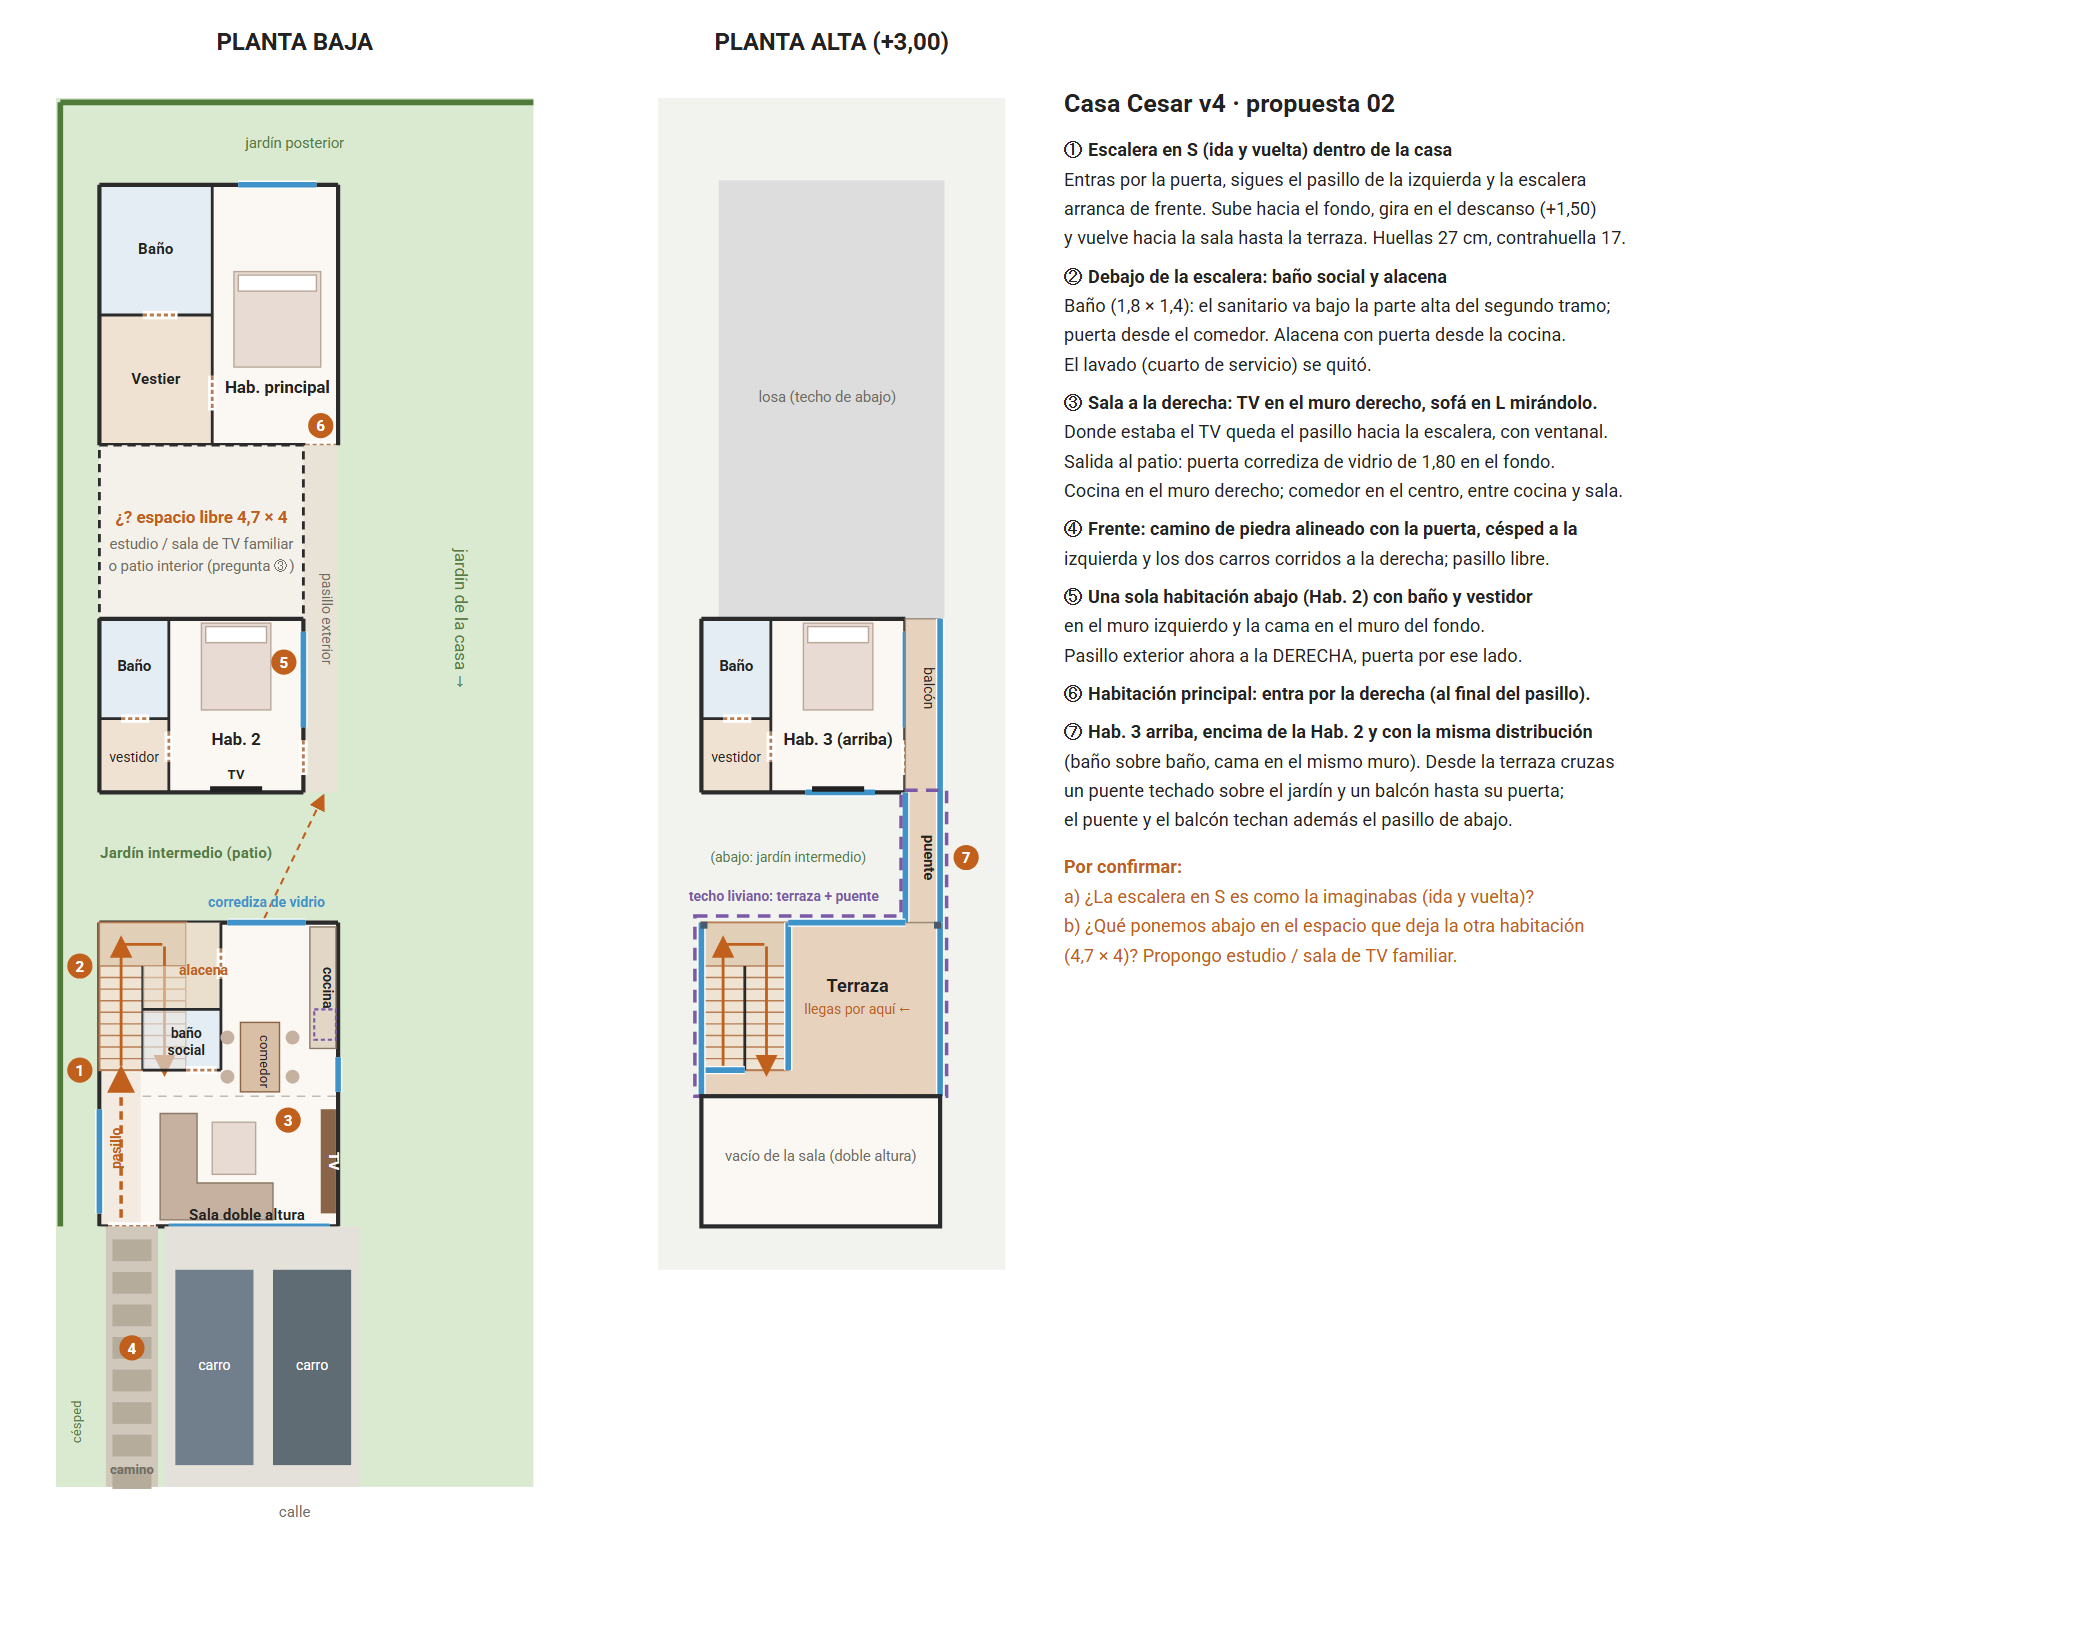 PLANTA BAJA
jardín posterior
Baño
Vestier
Hab. principal
6
¿? espacio libre 4,7 × 4
estudio / sala de TV familiar
o patio interior (pregunta ③)
pasillo exterior
jardín de la casa →
Baño
5
Hab. 2
vestidor
TV
Jardín intermedio (patio)
corrediza de vidrio
2
alacena
cocina
baño
social
comedor
1
3
pasillo
TV
Sala doble altura
4
carro
carro
césped
camino
calle
PLANTA ALTA (+3,00)
losa (techo de abajo)
Baño
balcón
Hab. 3 (arriba)
vestidor
puente
(abajo: jardín intermedio)
7
techo liviano: terraza + puente
Terraza
llegas por aquí ←
vacío de la sala (doble altura)
Casa Cesar v4 · propuesta 02
① Escalera en S (ida y vuelta) dentro de la casa
Entras por la puerta, sigues el pasillo de la izquierda y la escalera
arranca de frente. Sube hacia el fondo, gira en el descanso (+1,50)
y vuelve hacia la sala hasta la terraza. Huellas 27 cm, contrahuella 17.
② Debajo de la escalera: baño social y alacena
Baño (1,8 × 1,4): el sanitario va bajo la parte alta del segundo tramo;
puerta desde el comedor. Alacena con puerta desde la cocina.
El lavado (cuarto de servicio) se quitó.
③ Sala a la derecha: TV en el muro derecho, sofá en L mirándolo.
Donde estaba el TV queda el pasillo hacia la escalera, con ventanal.
Salida al patio: puerta corrediza de vidrio de 1,80 en el fondo.
Cocina en el muro derecho; comedor en el centro, entre cocina y sala.
④ Frente: camino de piedra alineado con la puerta, césped a la
izquierda y los dos carros corridos a la derecha; pasillo libre.
⑤ Una sola habitación abajo (Hab. 2) con baño y vestidor
en el muro izquierdo y la cama en el muro del fondo.
Pasillo exterior ahora a la DERECHA, puerta por ese lado.
⑥ Habitación principal: entra por la derecha (al final del pasillo).
⑦ Hab. 3 arriba, encima de la Hab. 2 y con la misma distribución
(baño sobre baño, cama en el mismo muro). Desde la terraza cruzas
un puente techado sobre el jardín y un balcón hasta su puerta;
el puente y el balcón techan además el pasillo de abajo.
Por confirmar:
a) ¿La escalera en S es como la imaginabas (ida y vuelta)?
b) ¿Qué ponemos abajo en el espacio que deja la otra habitación
(4,7 × 4)? Propongo estudio / sala de TV familiar.